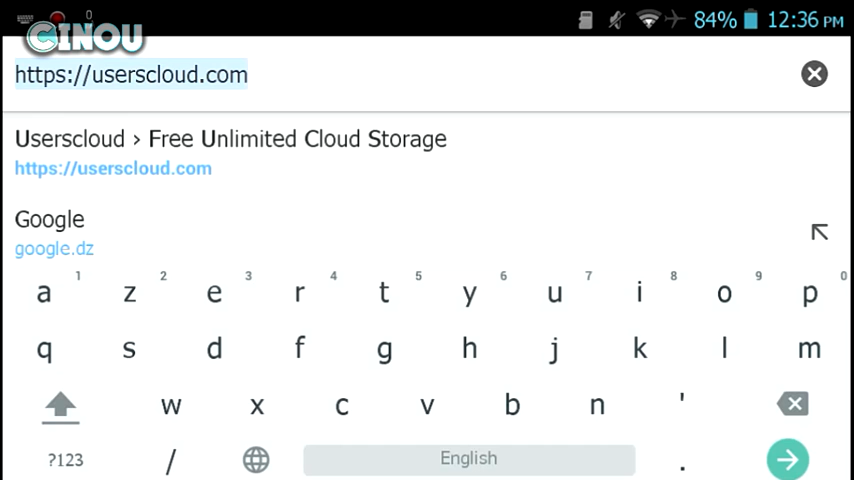 0
84% 12:36 PM
CINOU
https://userscloud.com
Userscloud › Free Unlimited Cloud Storage
https://userscloud.com
Google
google.dz
1 2 3 4 5 6 7 8 9 0
a z e r t y u i o p
q s d f g h j k l m
w x c v b n '
?123 / English .